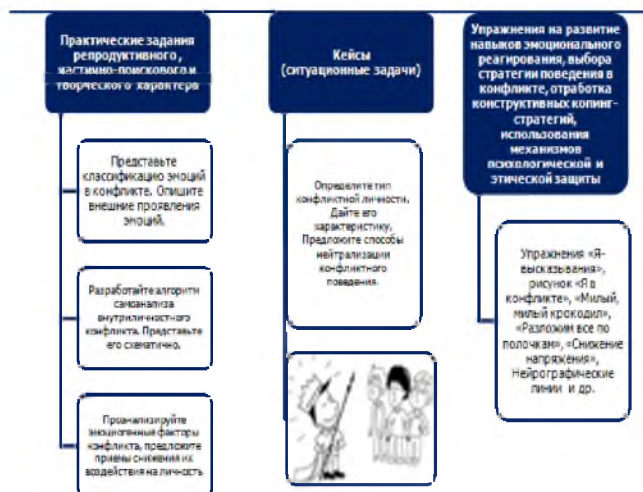 Практические задания
репродуктивного,
частично-поискового и
творческого характера
Представьте
классификацию эмоций
в конфликте. Опишите
внешние проявления
эмоций.
Разработайте алгоритм
самоанализа
внутриличностного
конфликта. Представьте
его схематично.
Проанализируйте
эмоциогенные факторы
конфликта, предложите
приемы снижения их
воздействия на личность
Кейсы
(ситуационные задачи)
Определите тип
конфликтной личности.
Дайте его
характеристику.
Предложите способы
нейтрализации
конфликтного
поведения.
Упражнения на развитие
навыков эмоционального
реагирования, выбора
стратегии поведения в
конфликте, отработка
конструктивных копинг-
стратегий,
использования
механизмов
психологической и
этической защиты
Упражнения «Я-
высказывания»,
рисунок «Я в
конфликте», «Милый,
милый крокодил»,
«Разложим все по
полочкам», «Снижение
напряжения»,
Нейрографические
линии и др.